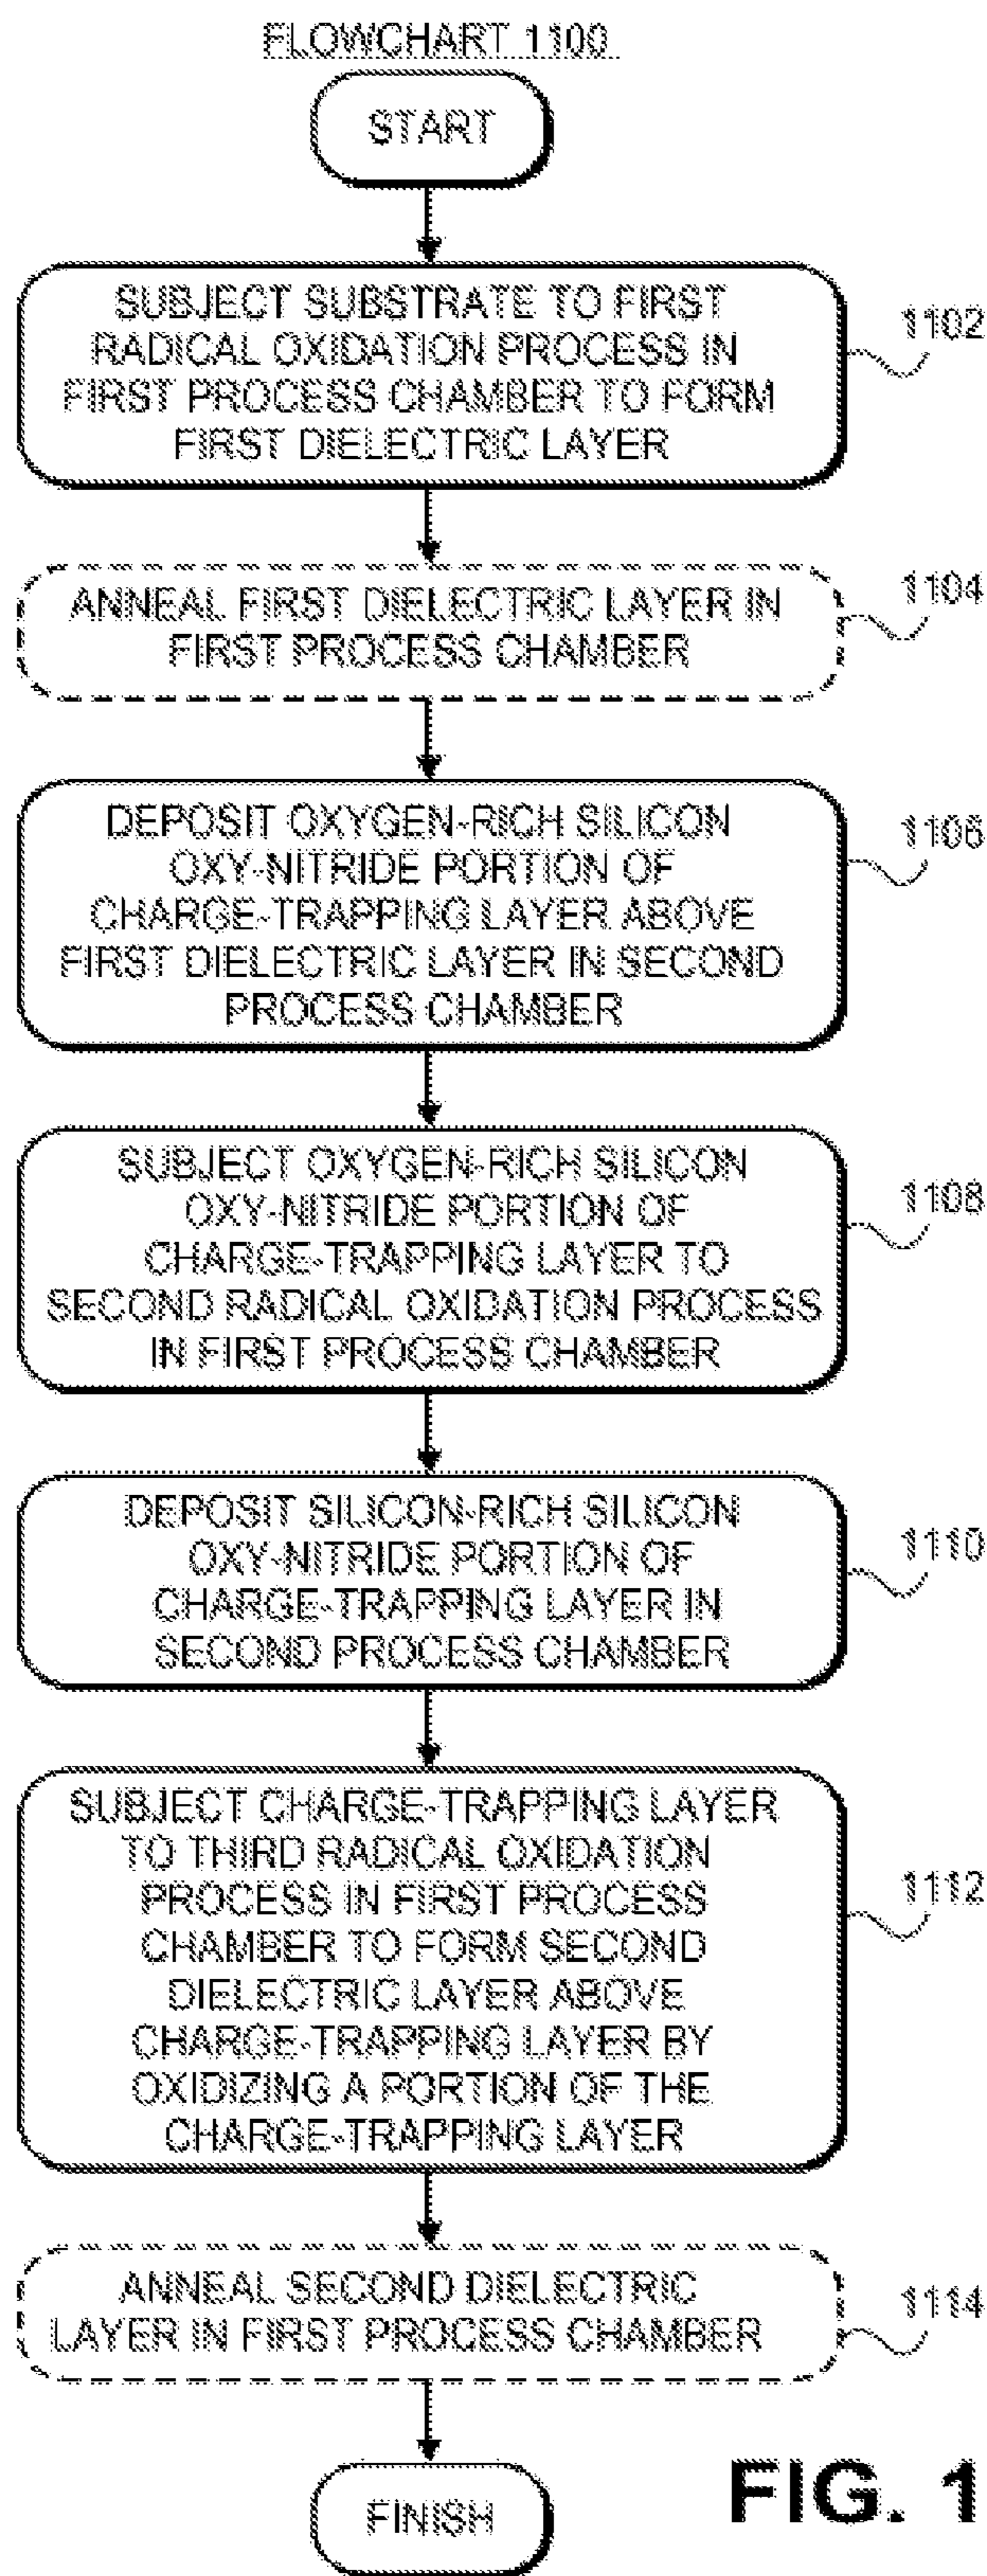 FLOWCHART 1100
START
SUBJECT SUBSTRATE TO FIRST
RADICAL OXIDATION PROCESS IN
FIRST PROCESS CHAMBER TO FORM
FIRST DIELECTRIC LAYER
1102
ANNEAL FIRST DIELECTRIC LAYER IN
FIRST PROCESS CHAMBER
1104
DEPOSIT OXYGEN-RICH SILICON
OXY-NITRIDE PORTION OF
CHARGE-TRAPPING LAYER ABOVE
FIRST DIELECTRIC LAYER IN SECOND
PROCESS CHAMBER
1106
SUBJECT OXYGEN-RICH SILICON
OXY-NITRIDE PORTION OF
CHARGE-TRAPPING LAYER TO
SECOND RADICAL OXIDATION PROCESS
IN FIRST PROCESS CHAMBER
1108
DEPOSIT SILICON-RICH SILICON
OXY-NITRIDE PORTION OF
CHARGE-TRAPPING LAYER IN
SECOND PROCESS CHAMBER
1110
SUBJECT CHARGE-TRAPPING LAYER
TO THIRD RADICAL OXIDATION
PROCESS IN FIRST PROCESS
CHAMBER TO FORM SECOND
DIELECTRIC LAYER ABOVE
CHARGE-TRAPPING LAYER BY
OXIDIZING A PORTION OF THE
CHARGE-TRAPPING LAYER
1112
ANNEAL SECOND DIELECTRIC
LAYER IN FIRST PROCESS CHAMBER
1114
FINISH
FIG. 1